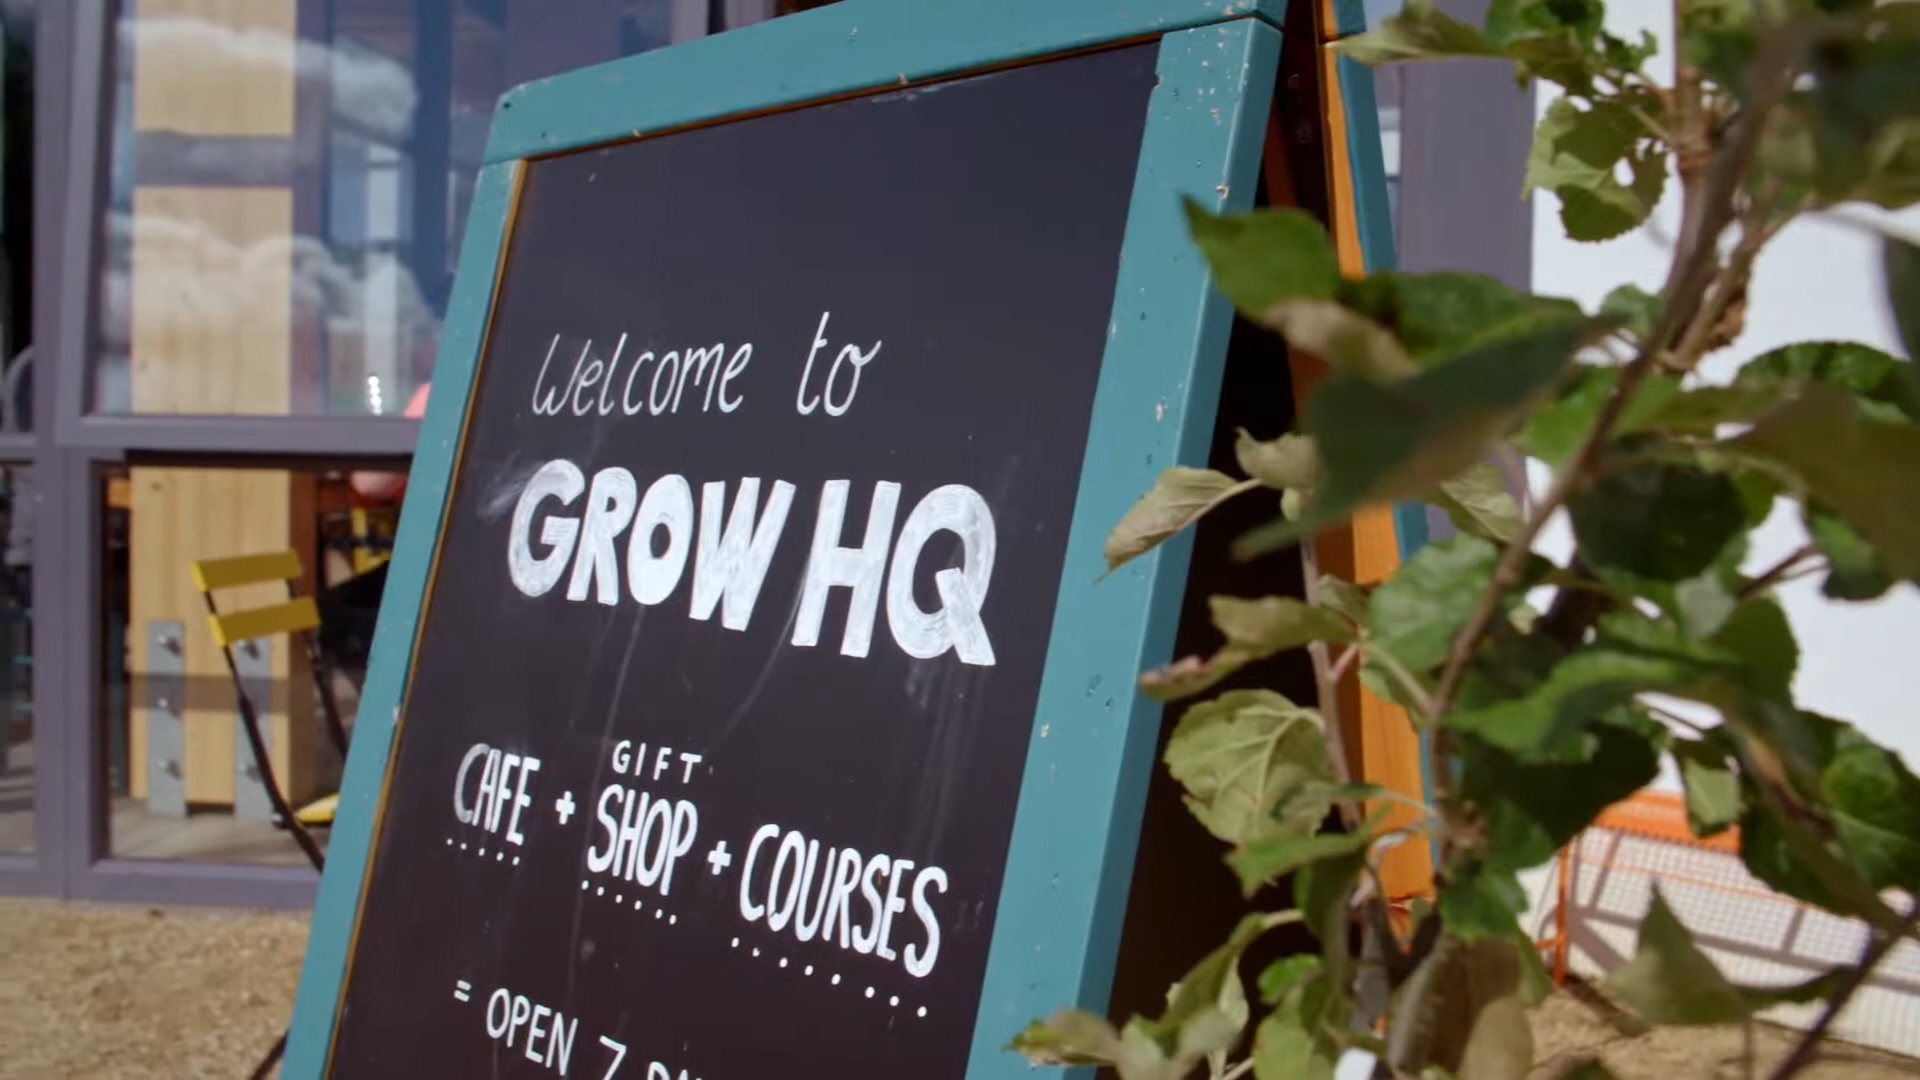 Welcome to
GROW HQ
GIFT
CAFE + SHOP + COURSES
= OPEN 7